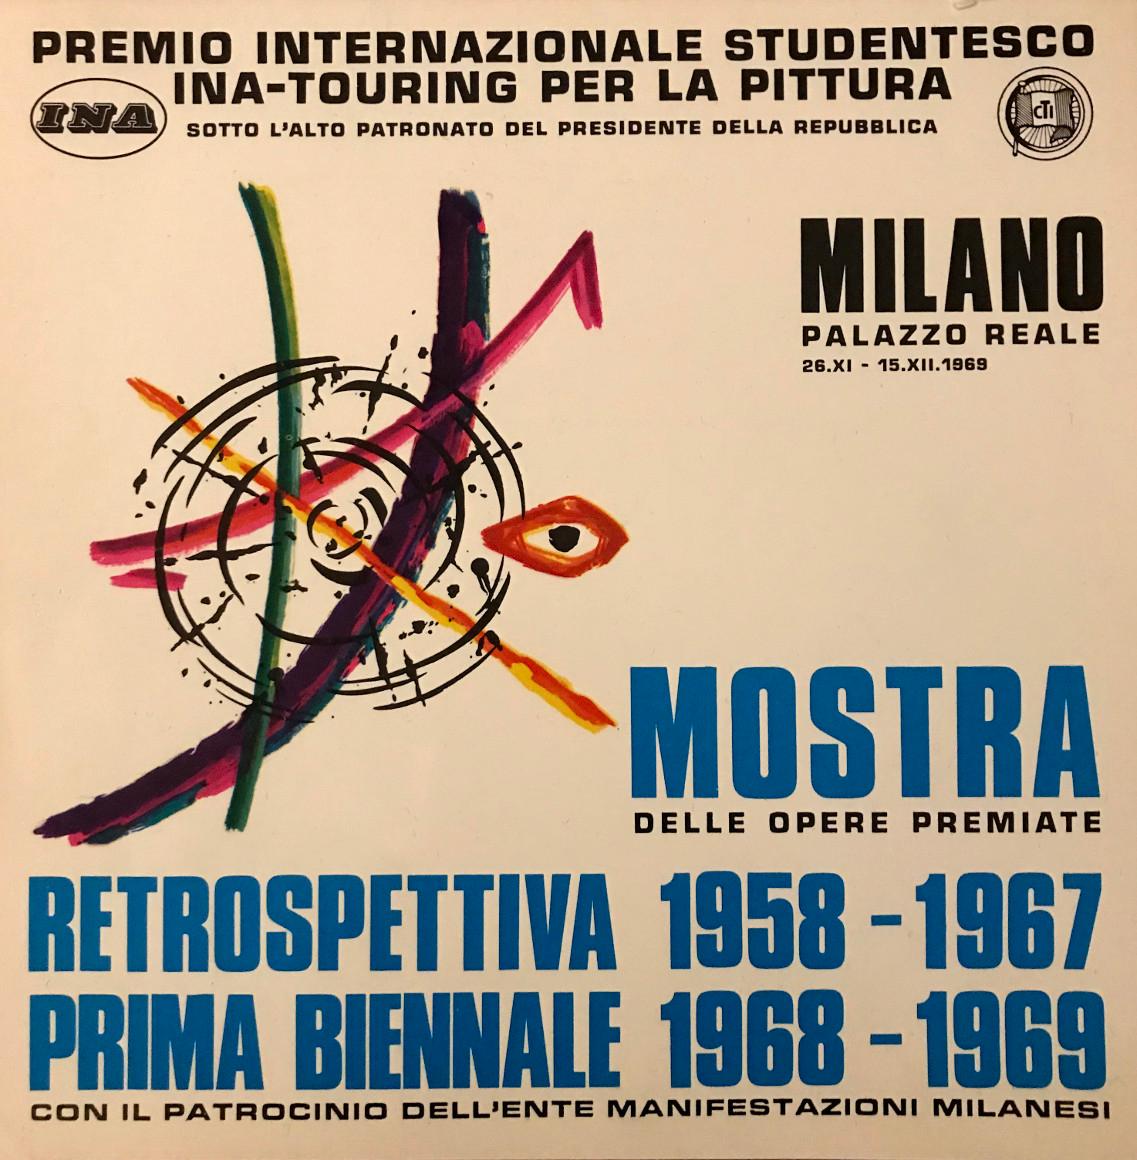 PREMIO INTERNAZIONALE STUDENTESCO
INA-TOURING PER LA PITTURA
INA
SOTTO L'ALTO PATRONATO DEL PRESIDENTE DELLA REPUBBLICA
CTI
MILANO
PALAZZO REALE
26.XI - 15.XII.1969
MOSTRA
DELLE OPERE PREMIATE
RETROSPETTIVA 1958 - 1967
PRIMA BIENNALE 1968 - 1969
CON IL PATROCINIO DELL'ENTE MANIFESTAZIONI MILANESI